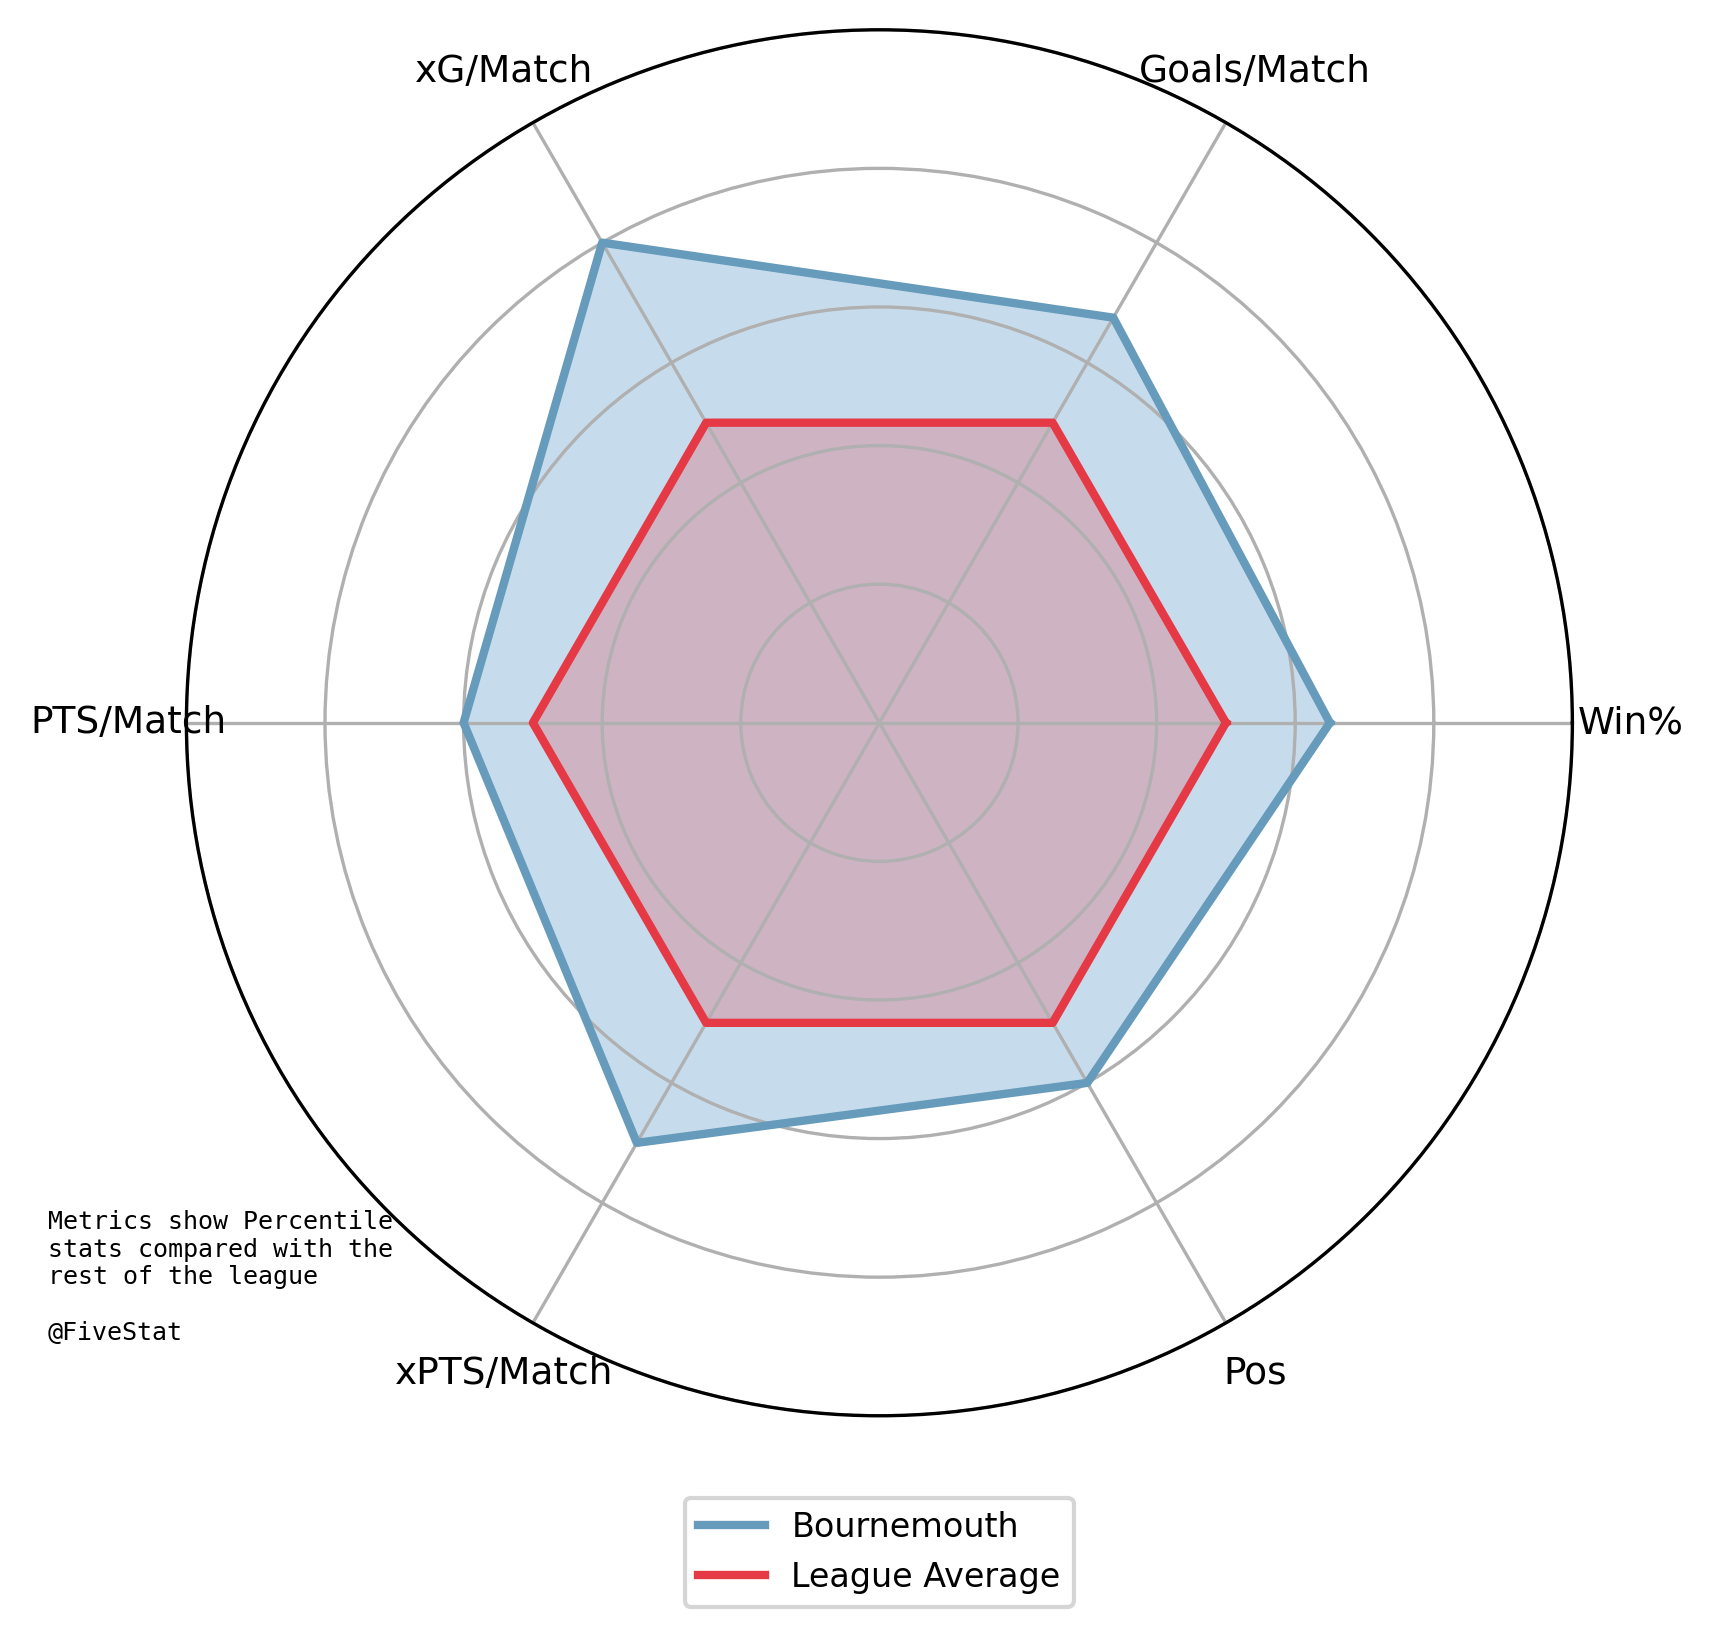 xG/Match
Goals/Match
PTS/Match
Win%
Metrics show Percentile
stats compared with the
rest of the league
@FiveStat
xPTS/Match
Pos
Bournemouth
League Average